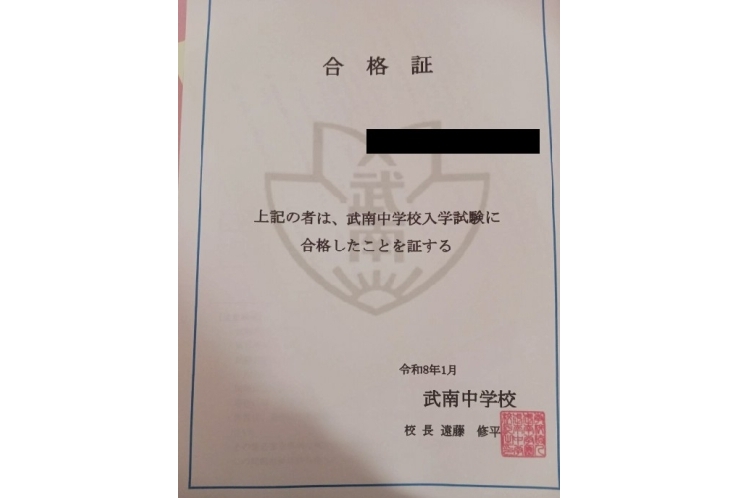 合格証
上記の者は、武南中学校入学試験に
合格したことを証する
武南
令和8年1月
武南中学校
校長 遠藤 修平